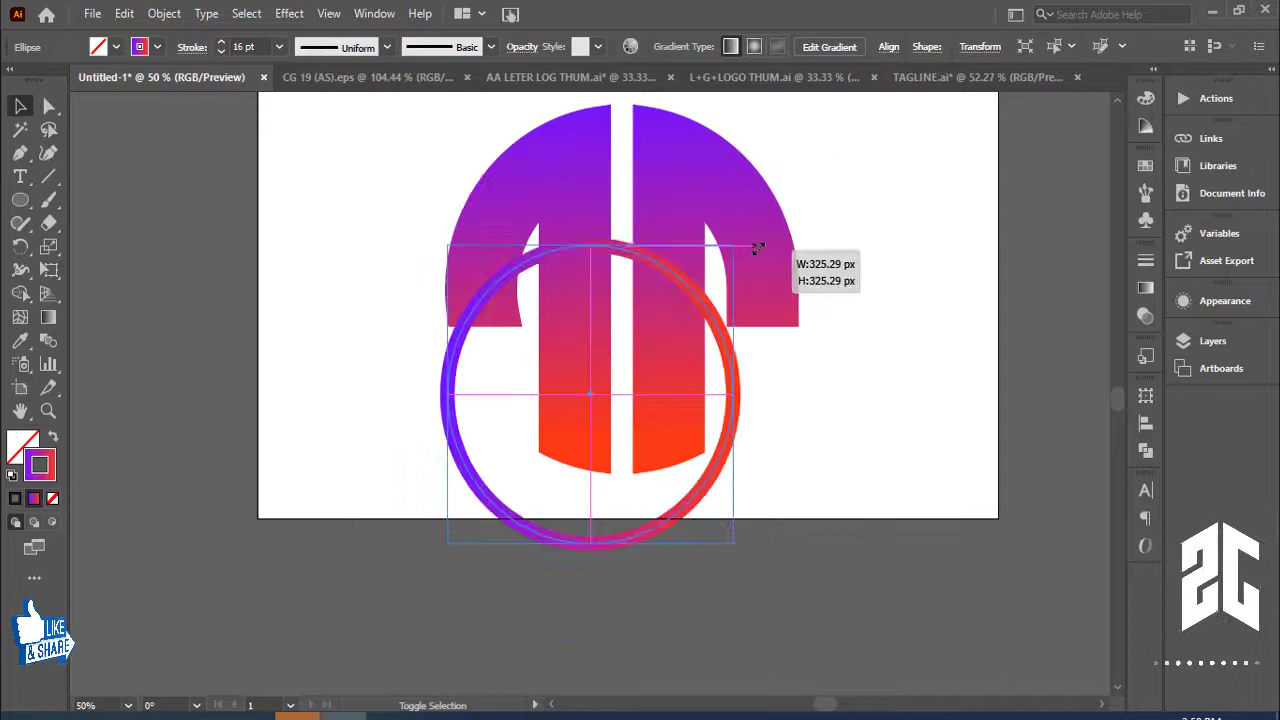 Ai File Edit Object Type Select Effect View Window Help Search Adobe Help
Ellipse Stroke: 16 pt Uniform Basic Opacity Style: Gradient Type: Edit Gradient Align Shape: Transform
Untitled-1* @ 50 % (RGB/Preview) × CG 19 (AS).eps @ 104.44 % (RGB/... × AA LETER LOG THUM.ai* @ 33.33... × L+G+LOGO THUM.ai @ 33.33 % (... × TAGLINE.ai* @ 52.27 % (RGB/Pre... ×
Actions
Links
Libraries
Document Info
Variables
Asset Export
Appearance
Layers
Artboards
W:325.29 px
H:325.29 px
LIKE
& SHARE
50% 0° 1 Toggle Selection